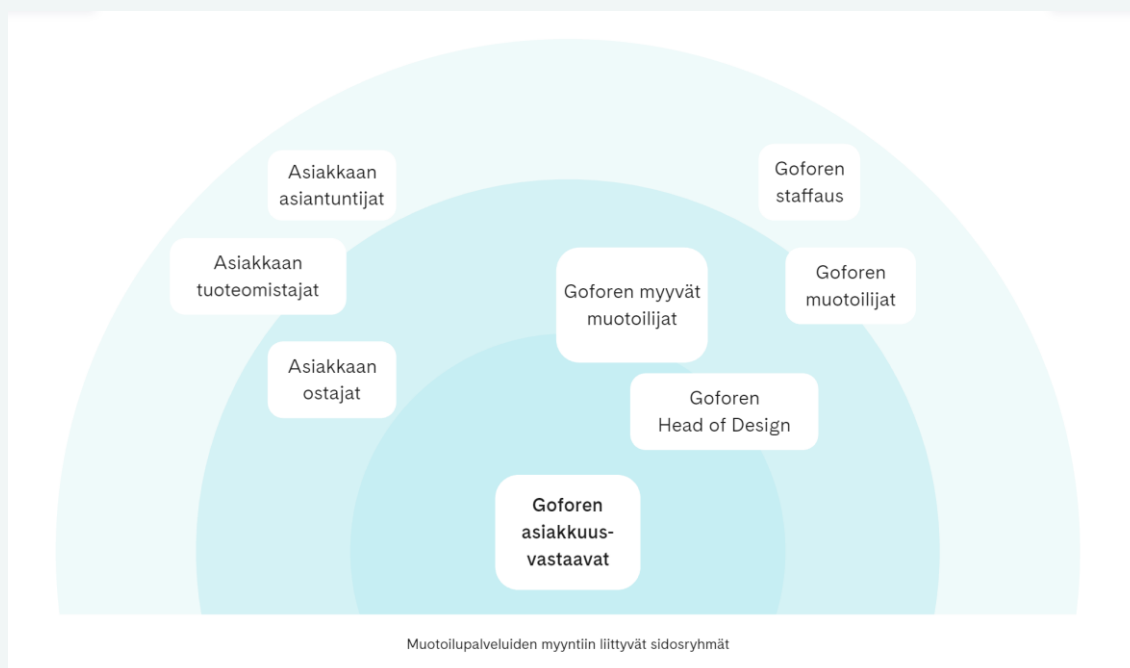 Asiakkaan
asiantuntijat
Goforen
staffaus
Asiakkaan
tuoteomistajat
Goforen myyvät
muotoilijat
Goforen
muotoilijat
Asiakkaan
ostajat
Goforen
Head of Design
Goforen
asiakkuus-
vastaavat
Muotoilupalveluiden myyntiin liittyvät sidosryhmät